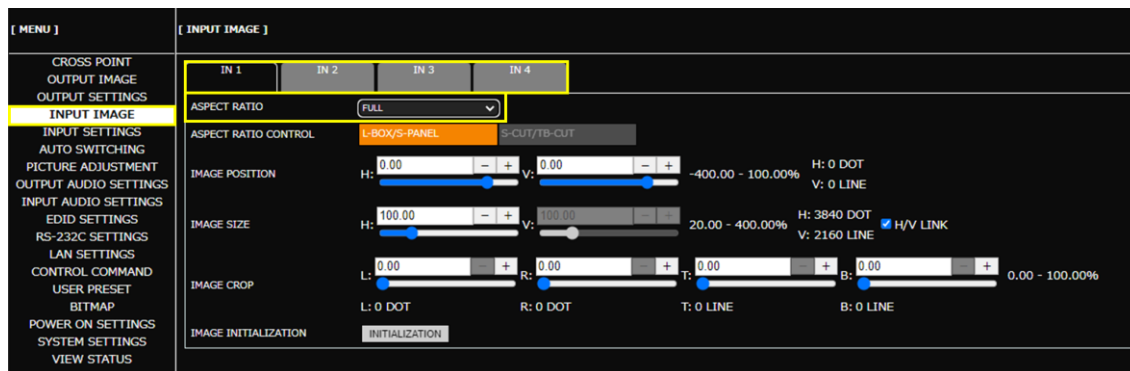 [ MENU ]
[ INPUT IMAGE ]
CROSS POINT
OUTPUT IMAGE
OUTPUT SETTINGS
INPUT IMAGE
INPUT SETTINGS
AUTO SWITCHING
PICTURE ADJUSTMENT
OUTPUT AUDIO SETTINGS
INPUT AUDIO SETTINGS
EDID SETTINGS
RS-232C SETTINGS
LAN SETTINGS
CONTROL COMMAND
USER PRESET
BITMAP
POWER ON SETTINGS
SYSTEM SETTINGS
VIEW STATUS
IN 1 IN 2 IN 3 IN 4
ASPECT RATIO FULL
ASPECT RATIO CONTROL L-BOX/S-PANEL S-CUT/TB-CUT
IMAGE POSITION H: 0.00 - + V: 0.00 - + -400.00 - 100.00% H: 0 DOT
V: 0 LINE
IMAGE SIZE H: 100.00 - + V: 100.00 - + 20.00 - 400.00% H: 3840 DOT
V: 2160 LINE H/V LINK
IMAGE CROP L: 0.00 - + R: 0.00 - + T: 0.00 - + B: 0.00 - + 0.00 - 100.00%
L: 0 DOT R: 0 DOT T: 0 LINE B: 0 LINE
IMAGE INITIALIZATION INITIALIZATION